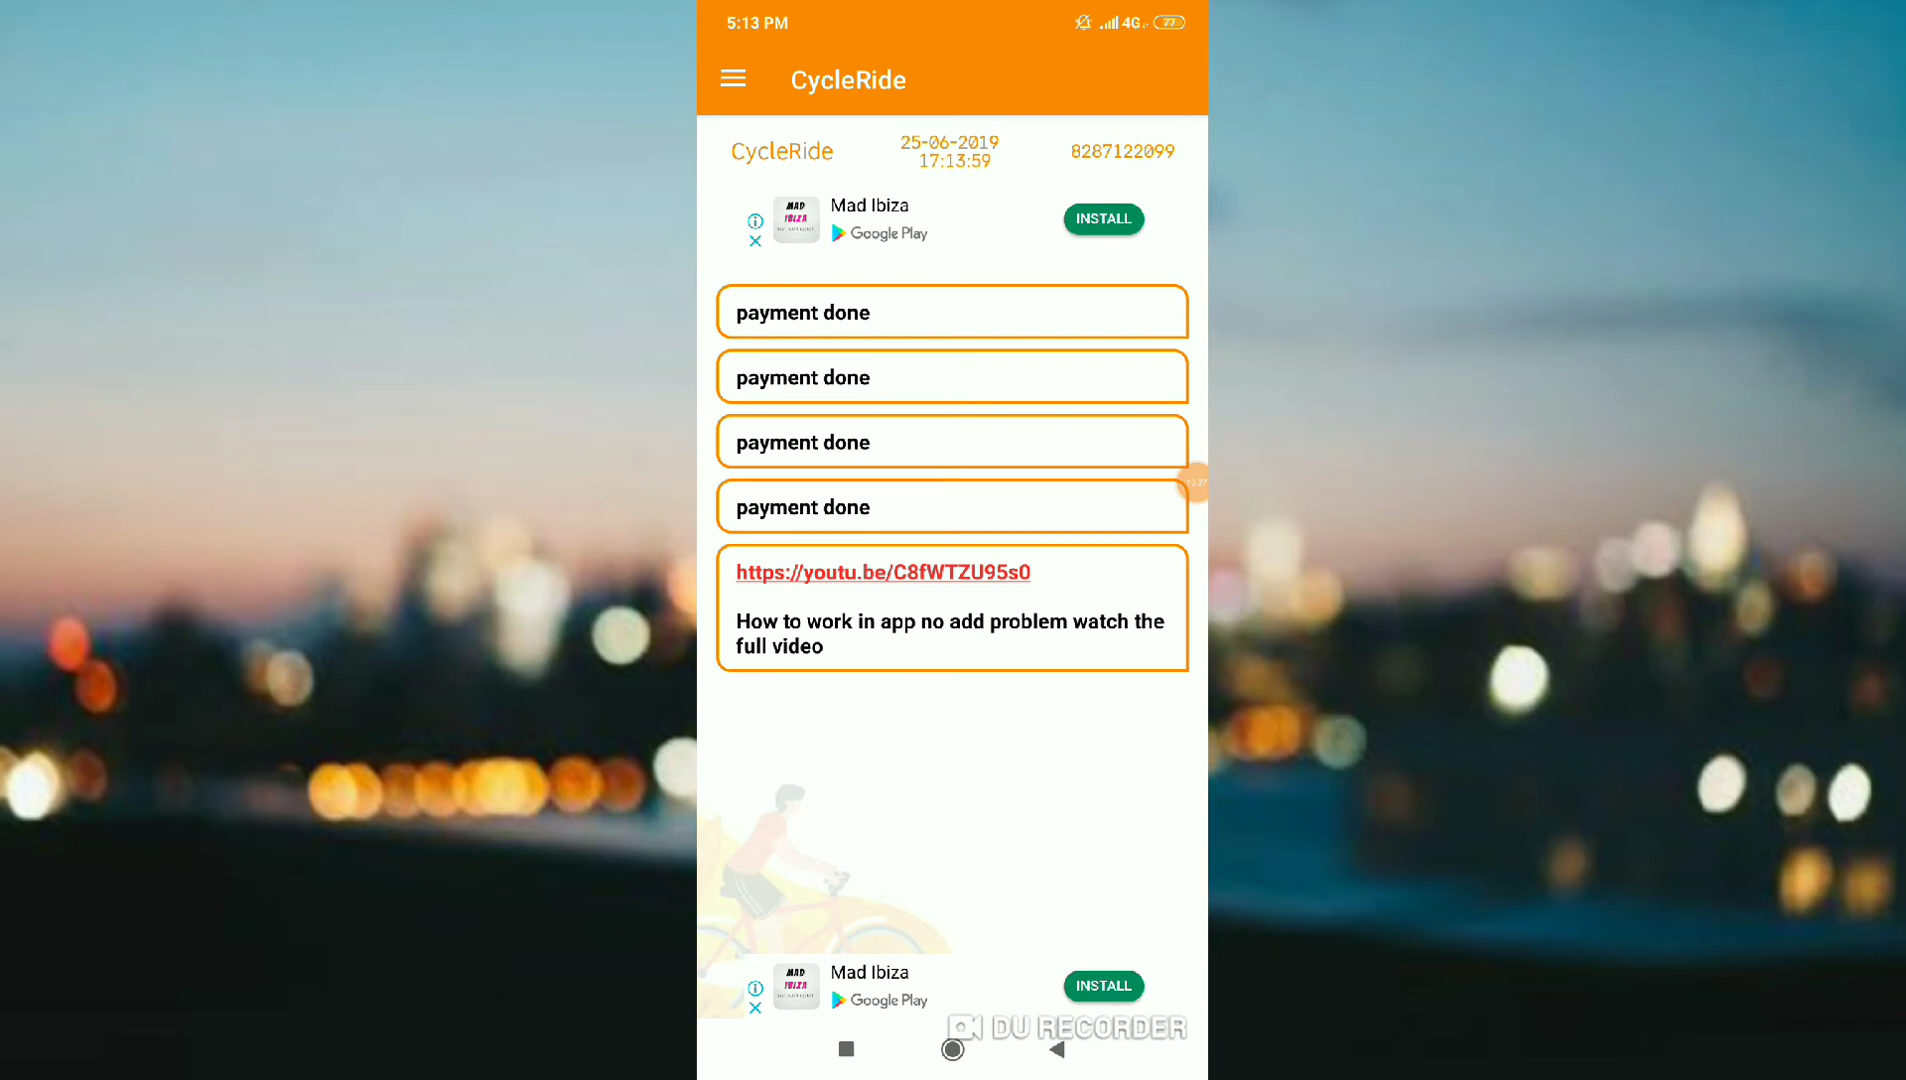 5:13 PM
4G
77
CycleRide
CycleRide
25-06-2019
17:13:59
8287122099
MAD
IBIZA
Mad Ibiza
Google Play
INSTALL
payment done
payment done
payment done
payment done
https://youtu.be/C8fWTZU95s0
How to work in app no add problem watch the
full video
MAD
IBIZA
Mad Ibiza
Google Play
INSTALL
DU RECORDER